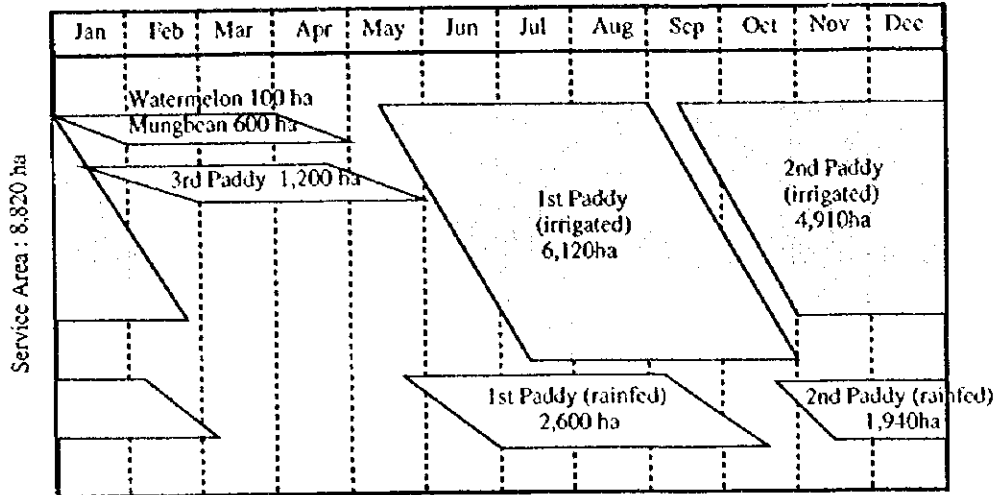 Jan Feb Mar Apr May Jun Jul Aug Sep Oct Nov Dec
Service Area : 8,820 ha
Watermelon 100 ha
Mungbean 600 ha
3rd Paddy 1,200 ha
1st Paddy
(irrigated)
6,120ha
2nd Paddy
(irrigated)
4,910ha
1st Paddy (rainfed)
2,600 ha
2nd Paddy (rainfed)
1,940ha